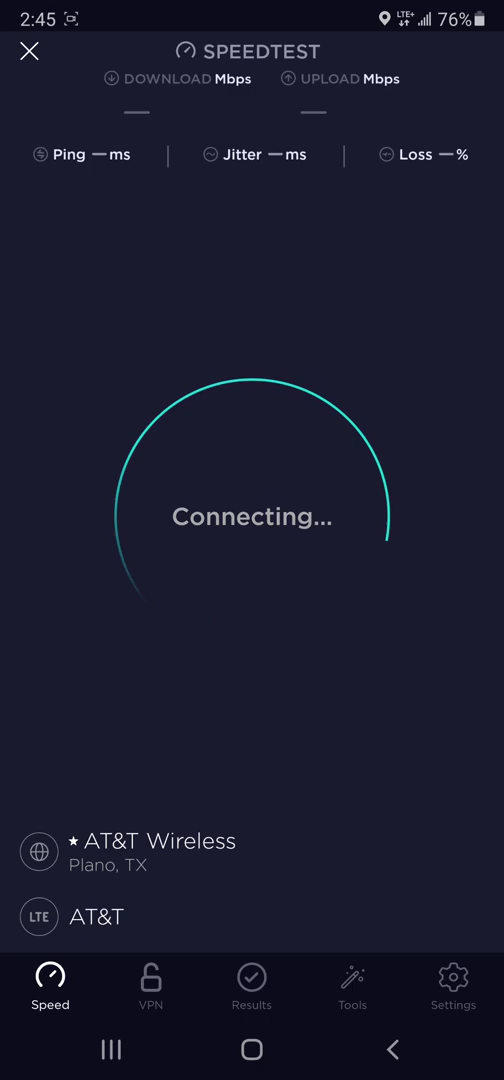 2:45 LTE+ 76%
SPEEDTEST
DOWNLOAD Mbps UPLOAD Mbps
— —
Ping — ms | Jitter — ms | Loss — %
Connecting...
★ AT&T Wireless
Plano, TX
LTE AT&T
Speed VPN Results Tools Settings